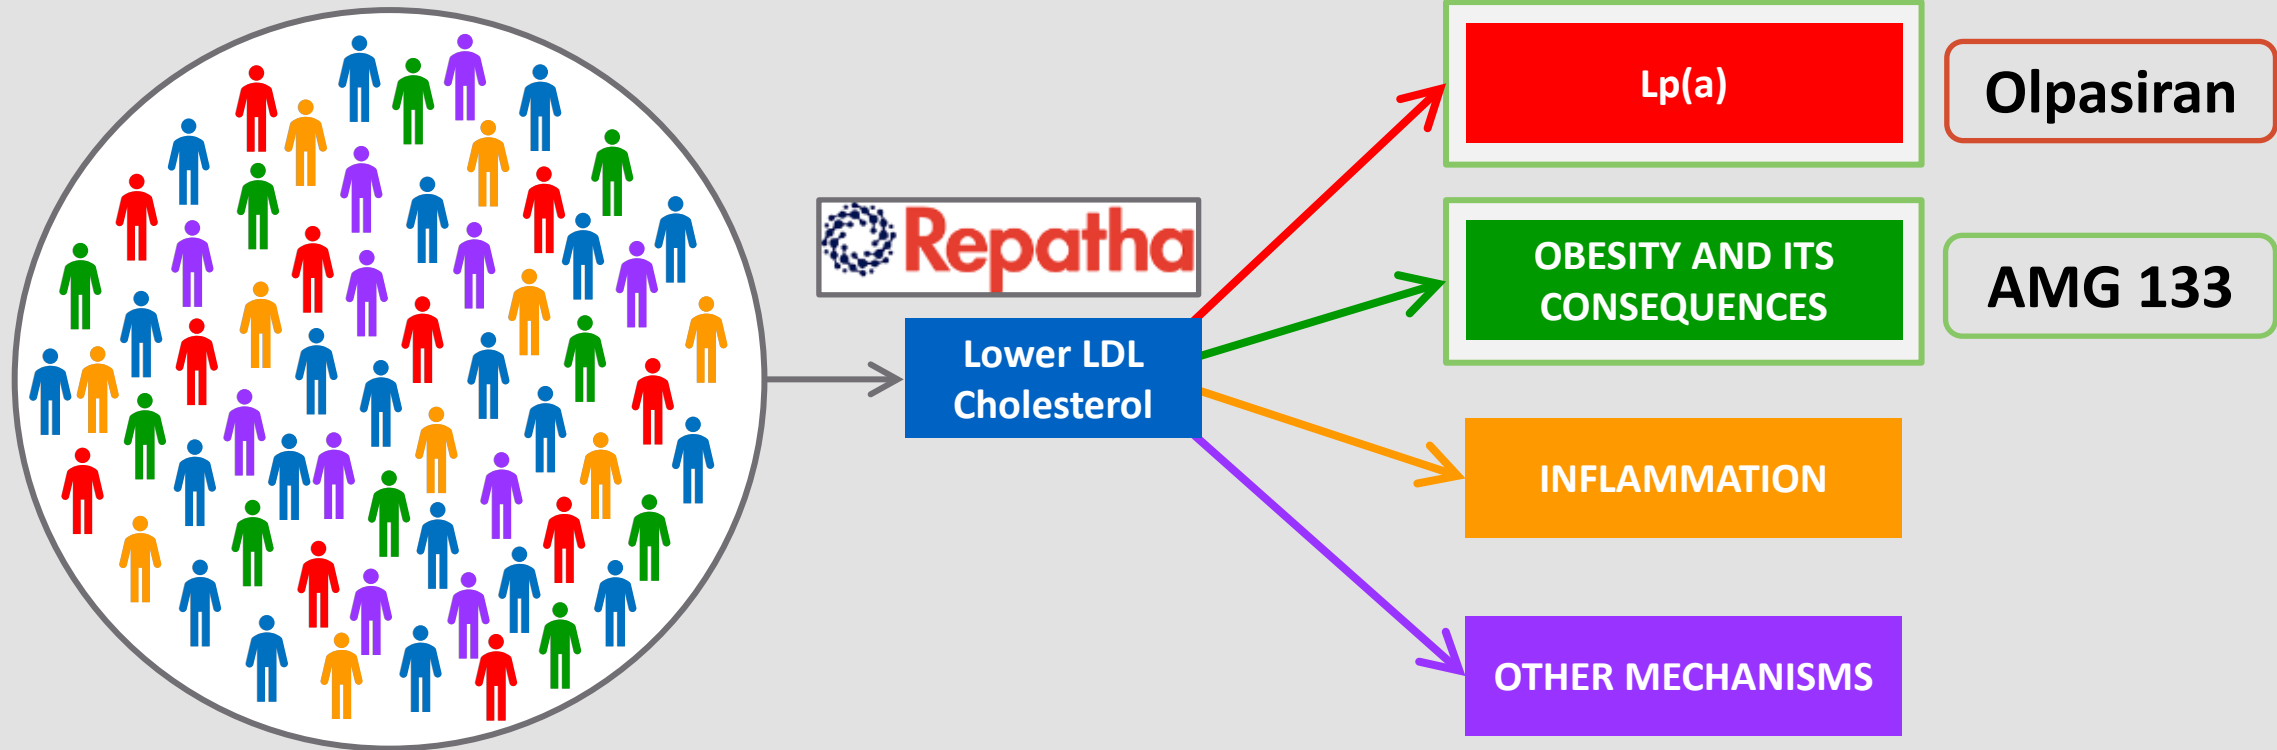 Lp(a)
Olpasiran
Repatha
OBESITY AND ITS
CONSEQUENCES
AMG 133
Lower LDL
Cholesterol
INFLAMMATION
OTHER MECHANISMS